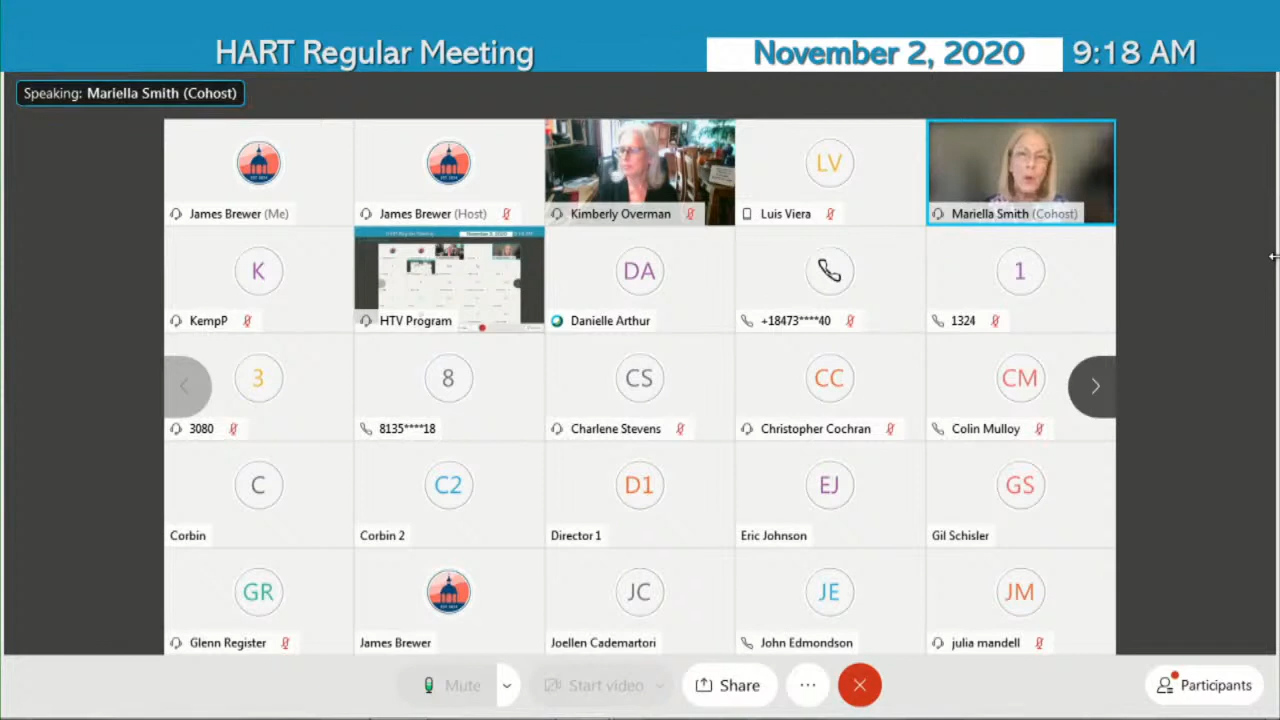 HART Regular Meeting November 2, 2020 9:18 AM
Speaking: Mariella Smith (Cohost)
LV
James Brewer (Me) James Brewer (Host) Kimberly Overman Luis Viera Mariella Smith (Cohost)
K DA 1
KempP HTV Program Danielle Arthur +18473****40 1324
3 8 CS CC CM
3080 8135****18 Charlene Stevens Christopher Cochran Colin Mulloy
C C2 D1 EJ GS
Corbin Corbin 2 Director 1 Eric Johnson Gil Schisler
GR JC JE JM
Glenn Register James Brewer Joellen Cademartori John Edmondson julia mandell
Mute Start video Share Participants